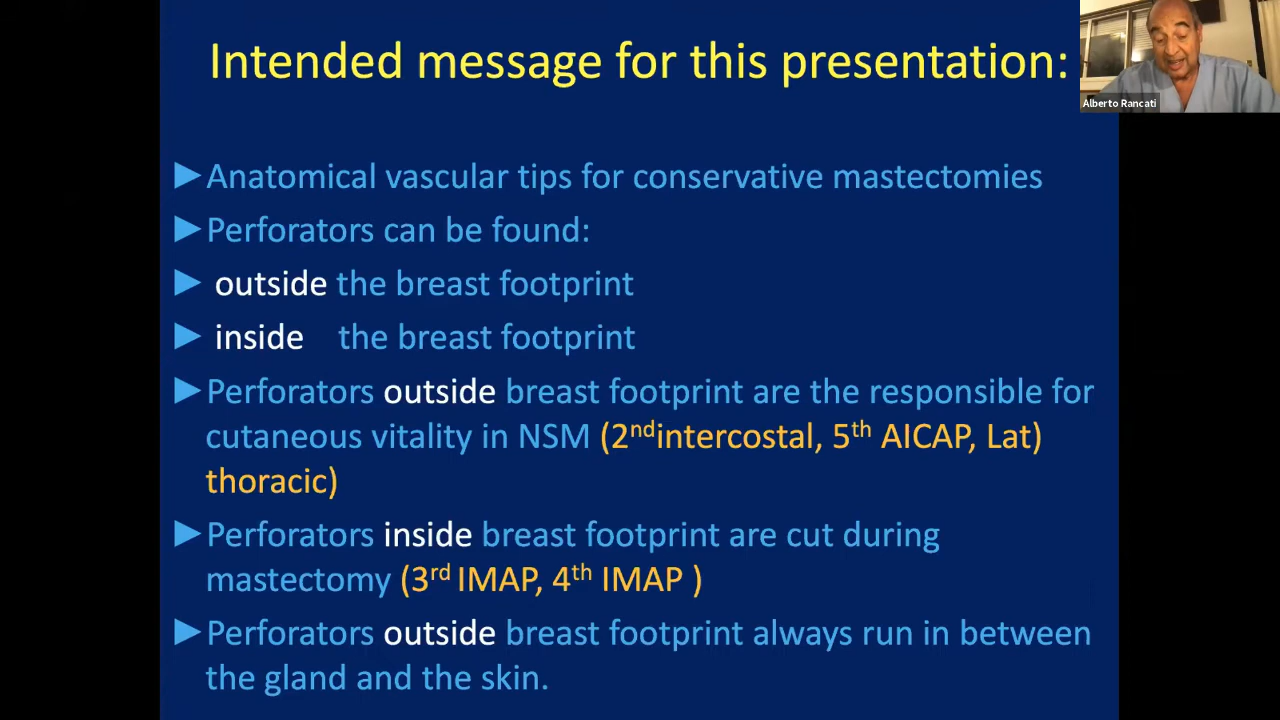 Intended message for this presentation:
Alberto Rancati
►Anatomical vascular tips for conservative mastectomies
►Perforators can be found:
► outside the breast footprint
► inside the breast footprint
►Perforators outside breast footprint are the responsible for
cutaneous vitality in NSM (2ndintercostal, 5th AICAP, Lat)
thoracic)
►Perforators inside breast footprint are cut during
mastectomy (3rd IMAP, 4th IMAP )
►Perforators outside breast footprint always run in between
the gland and the skin.